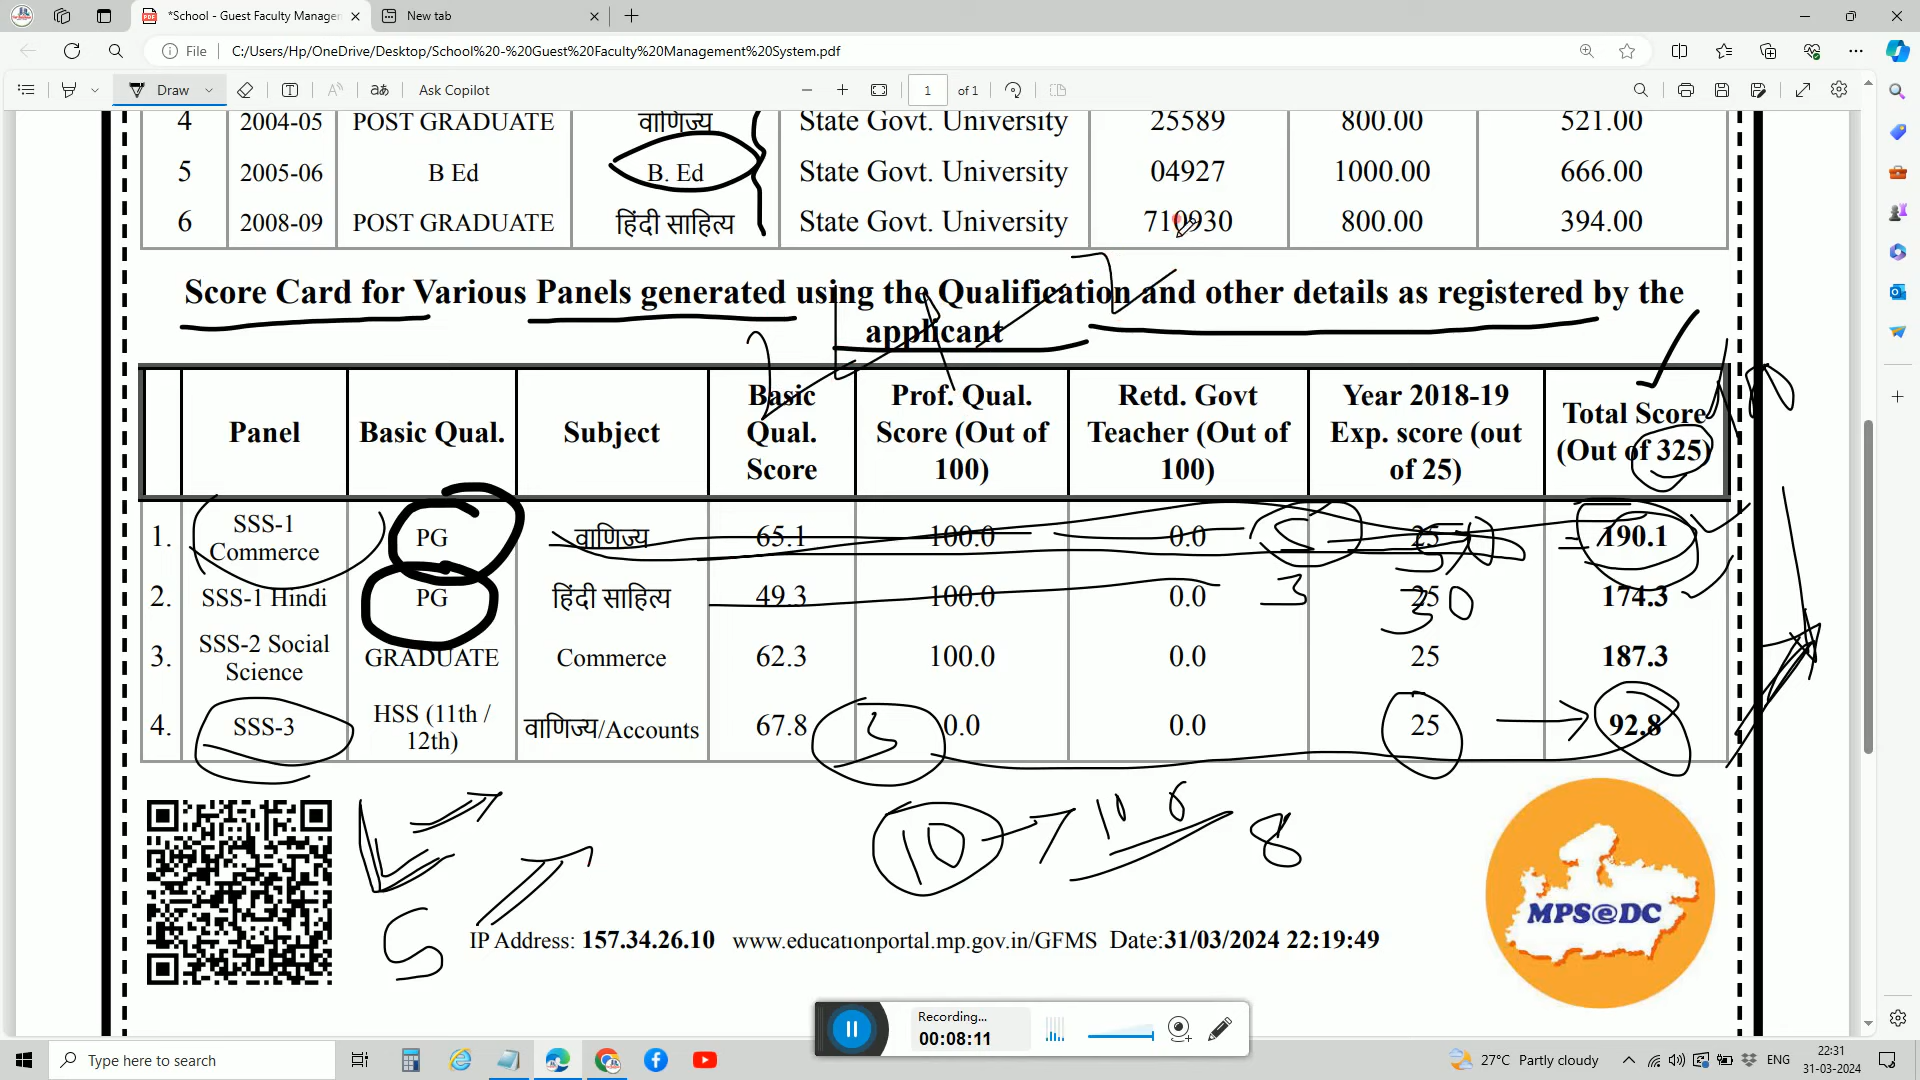 *School - Guest Faculty Manager
New tab
File
C:/Users/Hp/OneDrive/Desktop/School%20-%20Guest%20Faculty%20Management%20System.pdf
Draw
aあ
Ask Copilot
1 of 1
4 2004-05 POST GRADUATE वाणिज्य State Govt. University 25589 800.00 521.00
5 2005-06 B Ed B. Ed State Govt. University 04927 1000.00 666.00
6 2008-09 POST GRADUATE हिंदी साहित्य State Govt. University 710930 800.00 394.00
Score Card for Various Panels generated using the Qualification and other details as registered by the
applicant
Panel
Basic Qual.
Subject
Basic
Qual.
Score
Prof. Qual.
Score (Out of
100)
Retd. Govt
Teacher (Out of
100)
Year 2018-19
Exp. score (out
of 25)
Total Score
(Out of 325)
1. SSS-1
Commerce
PG वाणिज्य 65.1 100.0 0.0 25 190.1
2. SSS-1 Hindi PG हिंदी साहित्य 49.3 100.0 0.0 25 174.3
3 30
3. SSS-2 Social
Science
GRADUATE Commerce 62.3 100.0 0.0 25 187.3
4. SSS-3 HSS (11th /
12th)
वाणिज्य/Accounts 67.8 0.0 0.0 25 92.8
10
8
5
IP Address: 157.34.26.10 www.educationportal.mp.gov.in/GFMS Date:31/03/2024 22:19:49
MPS@DC
Recording...
00:08:11
Type here to search
27°C Partly cloudy
ENG
22:31
31-03-2024